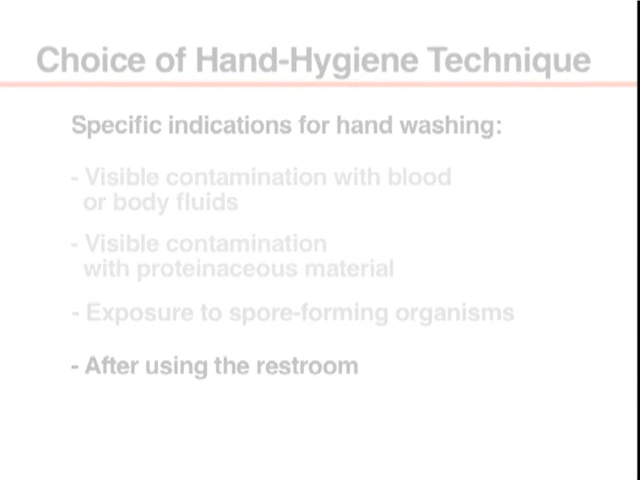 Choice of Hand-Hygiene Technique
Specific indications for hand washing:
- Visible contamination with blood
or body fluids
- Visible contamination
with proteinaceous material
- Exposure to spore-forming organisms
- After using the restroom